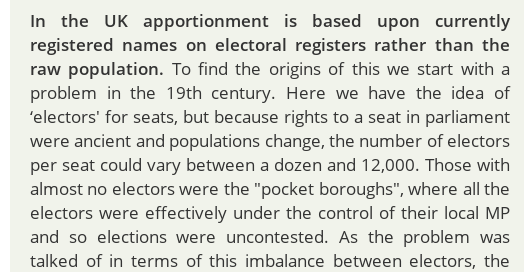 In the UK apportionment is based upon currently
registered names on electoral registers rather than the
raw population. To find the origins of this we start with a
problem in the 19th century. Here we have the idea of
‘electors' for seats, but because rights to a seat in parliament
were ancient and populations change, the number of electors
per seat could vary between a dozen and 12,000. Those with
almost no electors were the "pocket boroughs", where all the
electors were effectively under the control of their local MP
and so elections were uncontested. As the problem was
talked of in terms of this imbalance between electors, the